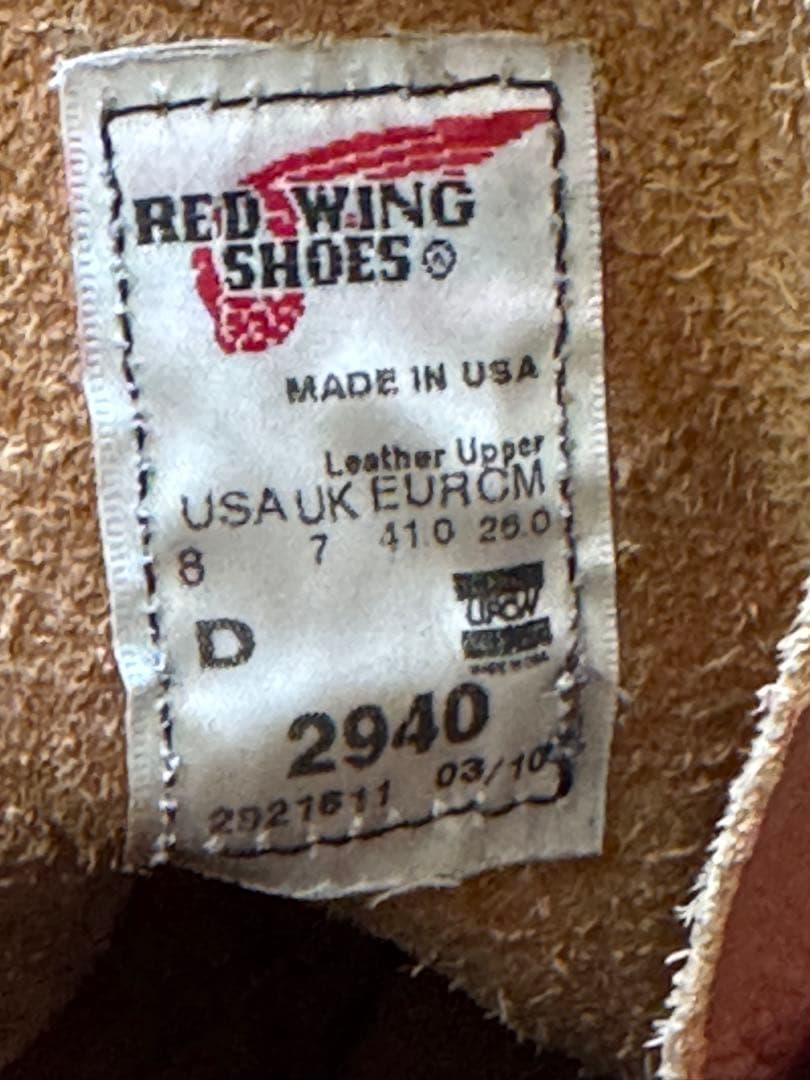 RED WING
SHOES ®
MADE IN USA
Leather Upper
USA UK EUR CM
8 7 41.0 26.0
D
UFCW
2940
2921611 03/10